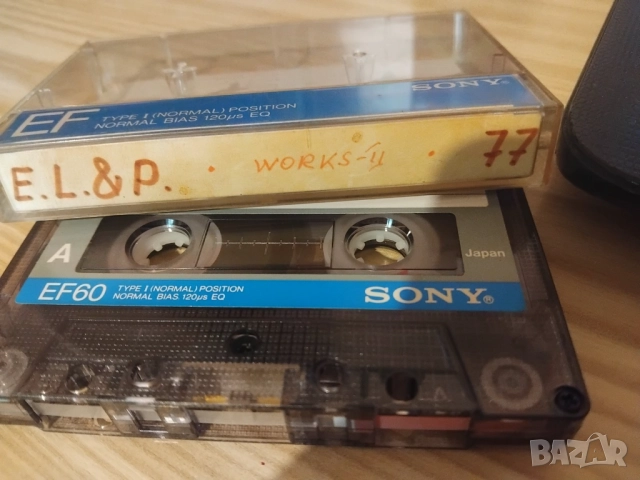 SONY
EF TYPE I (NORMAL) POSITION
NORMAL BIAS 120µs EQ
E.L.&P. · WORKS-II · 77
A
Japan
EF60 TYPE I (NORMAL) POSITION
NORMAL BIAS 120µs EQ
SONY®
A
BAZAR